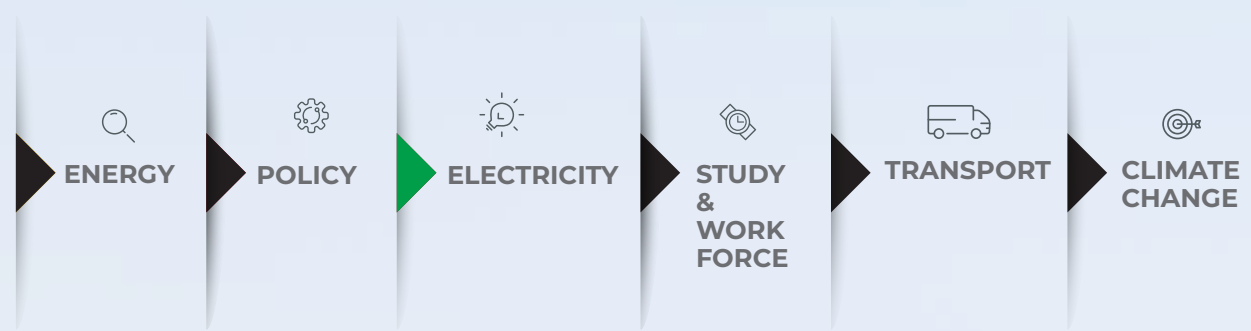 ENERGY
POLICY
ELECTRICITY
STUDY
&
WORK
FORCE
TRANSPORT
CLIMATE
CHANGE